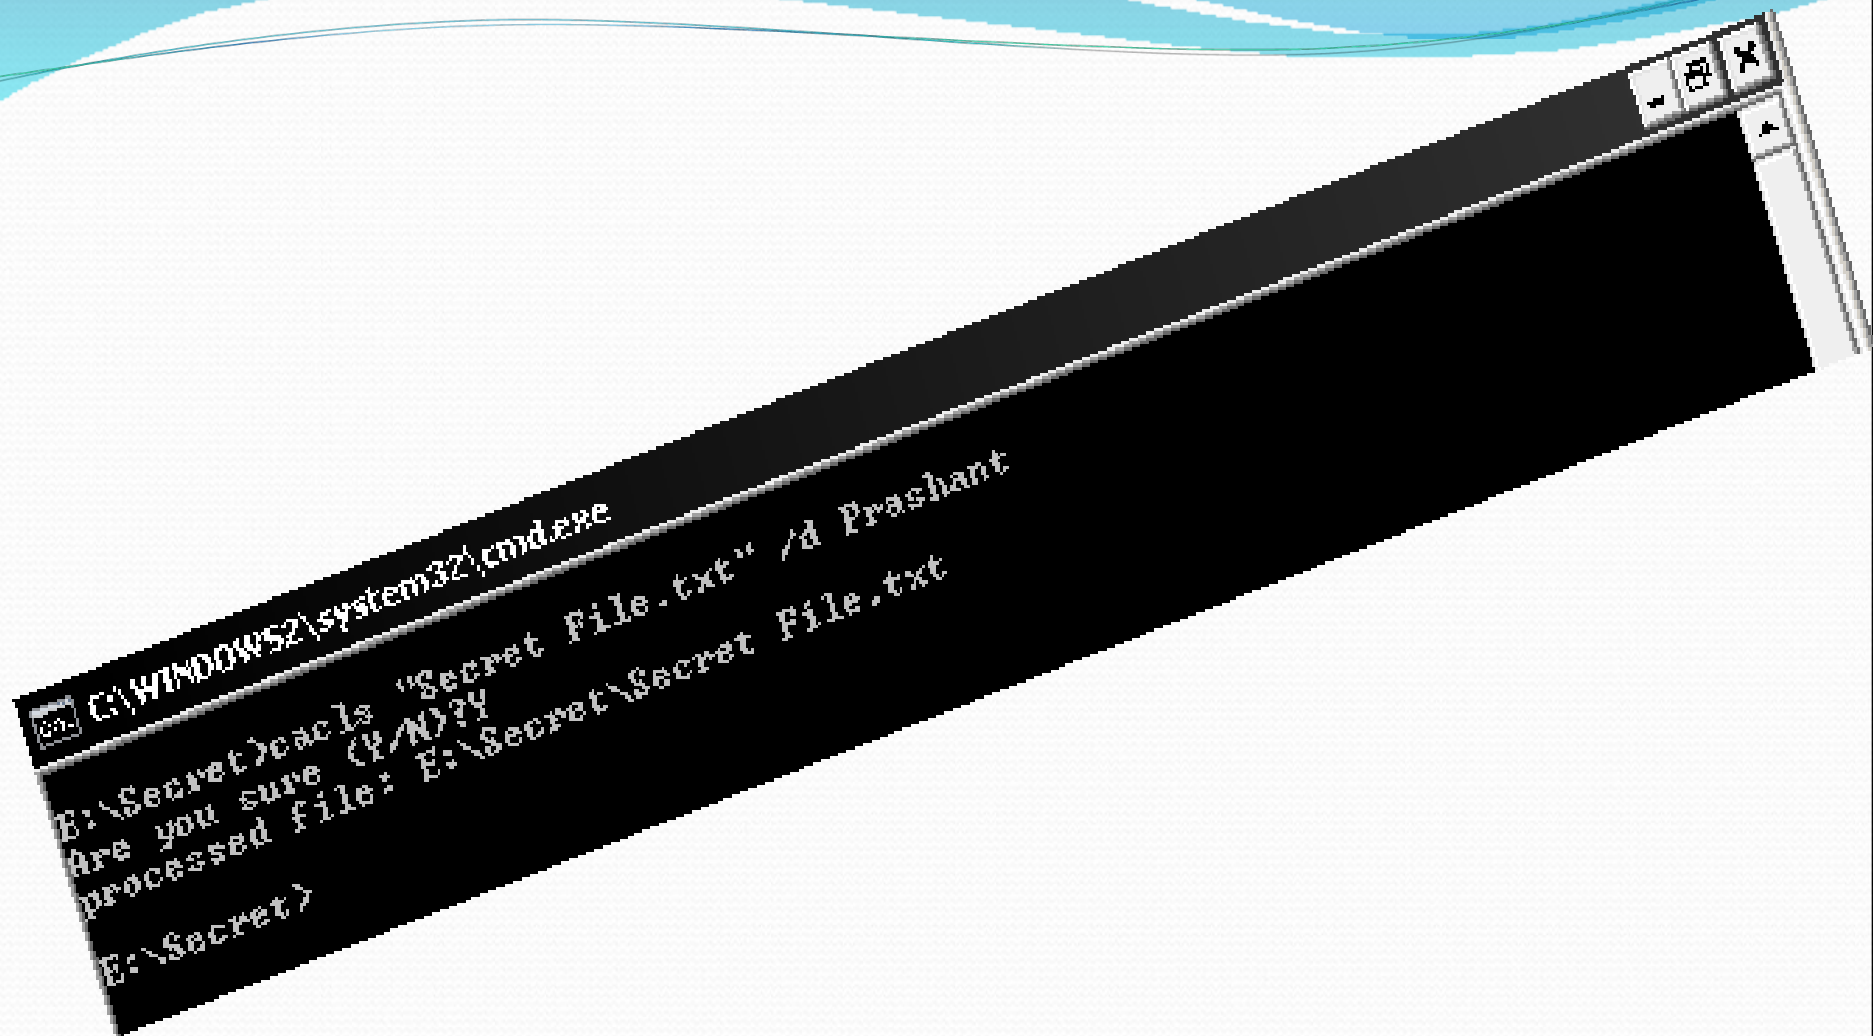 C:\WINDOWS2\system32\cmd.exe
E:\Secret>cacls "Secret File.txt" /d Prashant
Are you sure (Y/N)?Y
processed file: E:\Secret\Secret File.txt
E:\Secret>